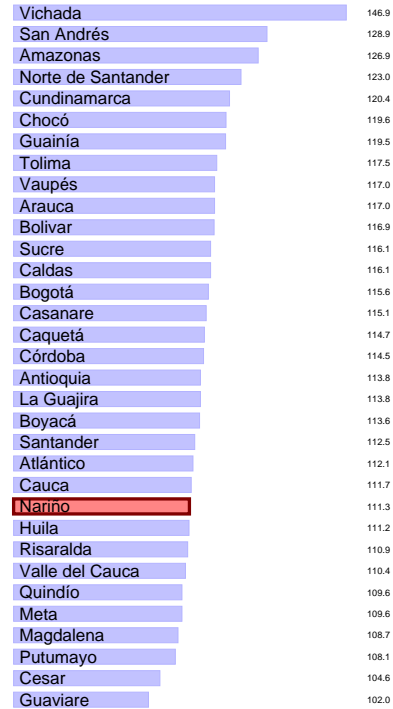 Vichada 146.9
San Andrés 128.9
Amazonas 126.9
Norte de Santander 123.0
Cundinamarca 120.4
Chocó 119.6
Guainía 119.5
Tolima 117.5
Vaupés 117.0
Arauca 117.0
Bolivar 116.9
Sucre 116.1
Caldas 116.1
Bogotá 115.6
Casanare 115.1
Caquetá 114.7
Córdoba 114.5
Antioquia 113.8
La Guajira 113.8
Boyacá 113.6
Santander 112.5
Atlántico 112.1
Cauca 111.7
Nariño 111.3
Huila 111.2
Risaralda 110.9
Valle del Cauca 110.4
Quindío 109.6
Meta 109.6
Magdalena 108.7
Putumayo 108.1
Cesar 104.6
Guaviare 102.0